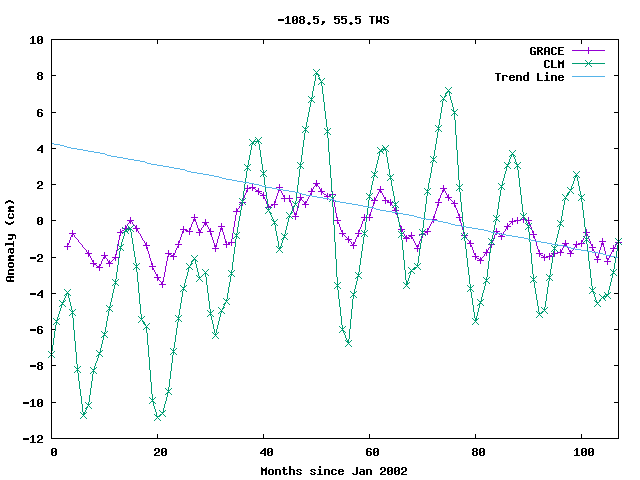 -108.5, 55.5 TWS
GRACE
CLM
Trend Line
10
8
6
4
2
0
-2
-4
-6
-8
-10
-12
Anomaly (cm)
0 20 40 60 80 100
Months since Jan 2002